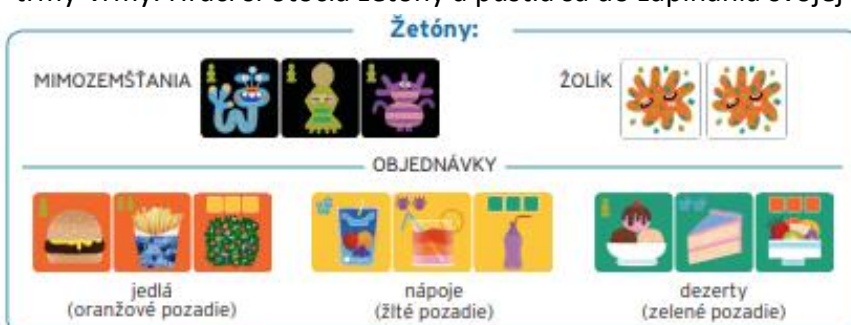 Žetóny:
MIMOZEMŠŤANIA
ŽOLÍK
OBJEDNÁVKY
jedlá
(oranžové pozadie)
nápoje
(žlté pozadie)
dezerty
(zelené pozadie)